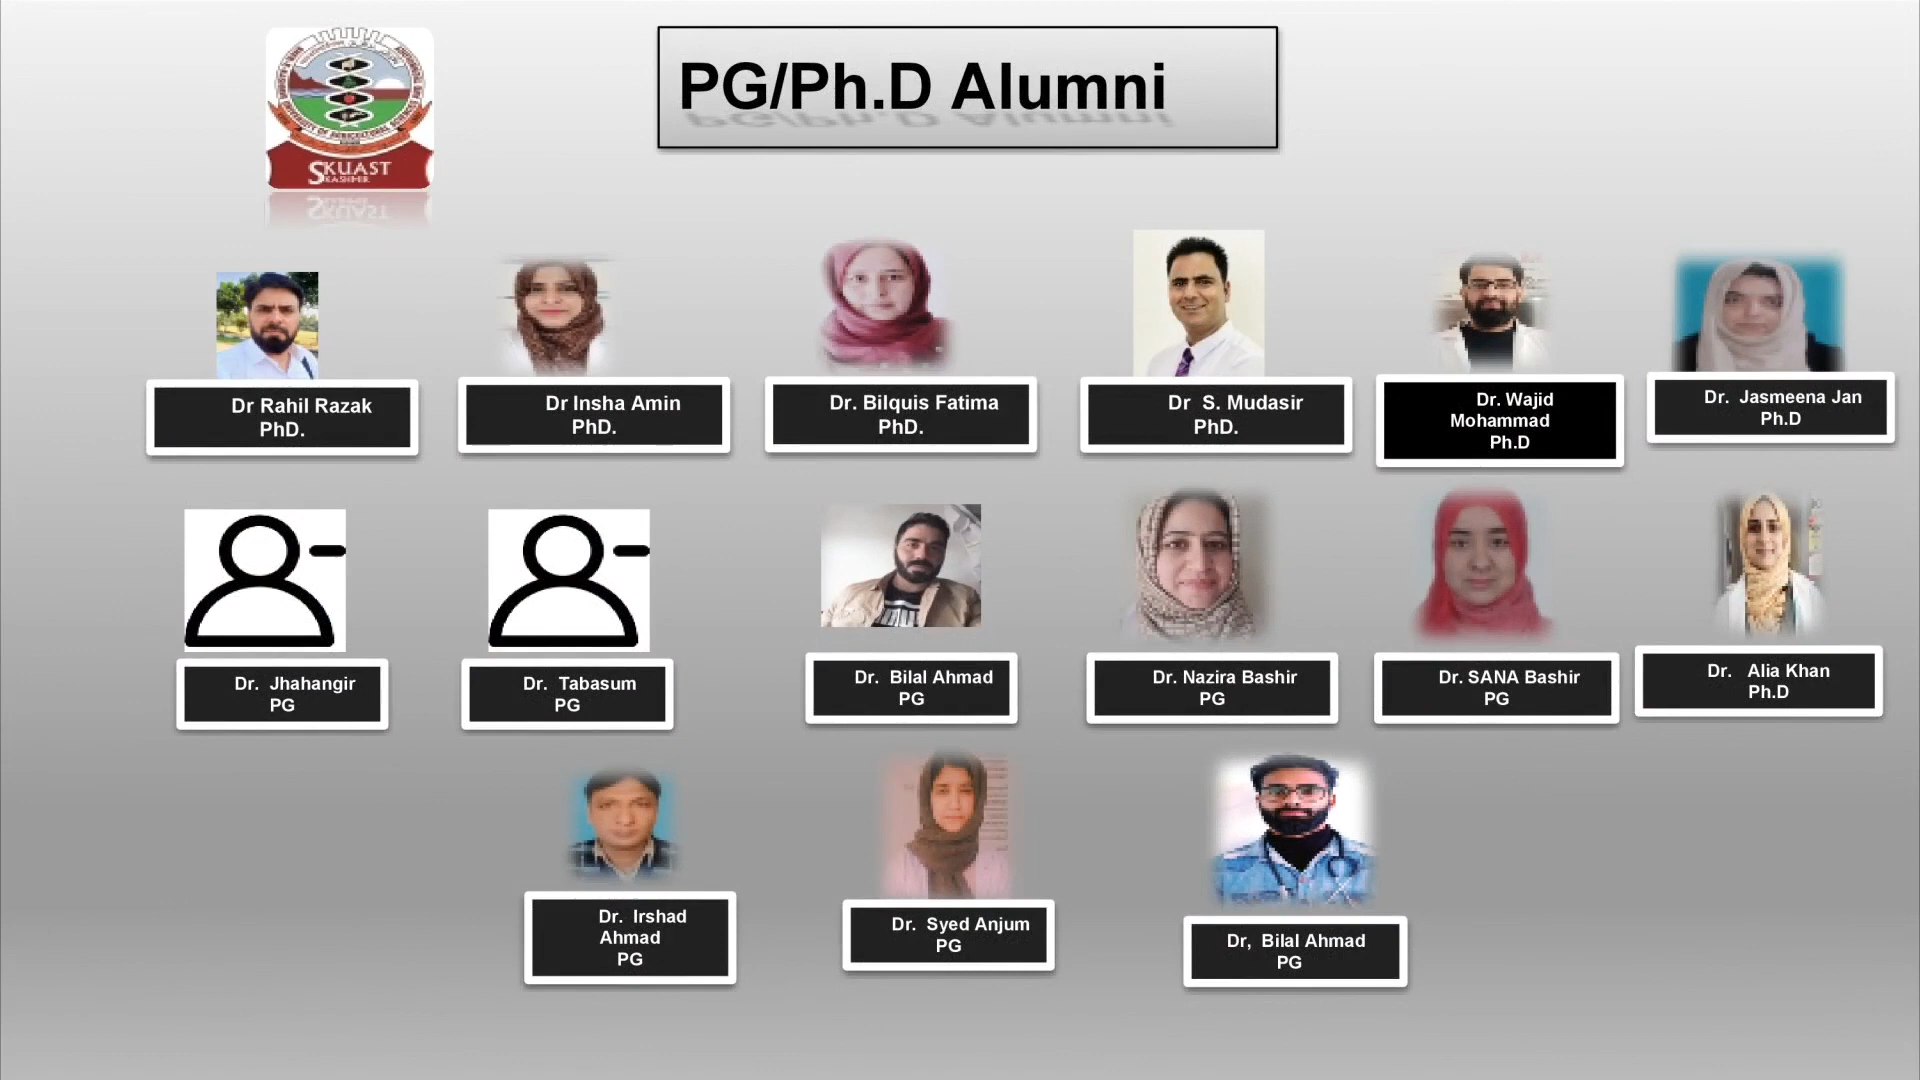 PG/Ph.D Alumni
SKUAST
KASHMIR
Dr Rahil Razak
PhD.
Dr Insha Amin
PhD.
Dr. Bilquis Fatima
PhD.
Dr S. Mudasir
PhD.
Dr. Wajid
Mohammad
Ph.D
Dr. Jasmeena Jan
Ph.D
Dr. Jhahangir
PG
Dr. Tabasum
PG
Dr. Bilal Ahmad
PG
Dr. Nazira Bashir
PG
Dr. SANA Bashir
PG
Dr. Alia Khan
Ph.D
Dr. Irshad
Ahmad
PG
Dr. Syed Anjum
PG
Dr, Bilal Ahmad
PG